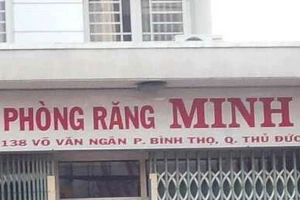 PHÒNG RĂNG MINH
138 VÕ VĂN NGÂN P. BÌNH THỌ, Q. THỦ ĐỨC